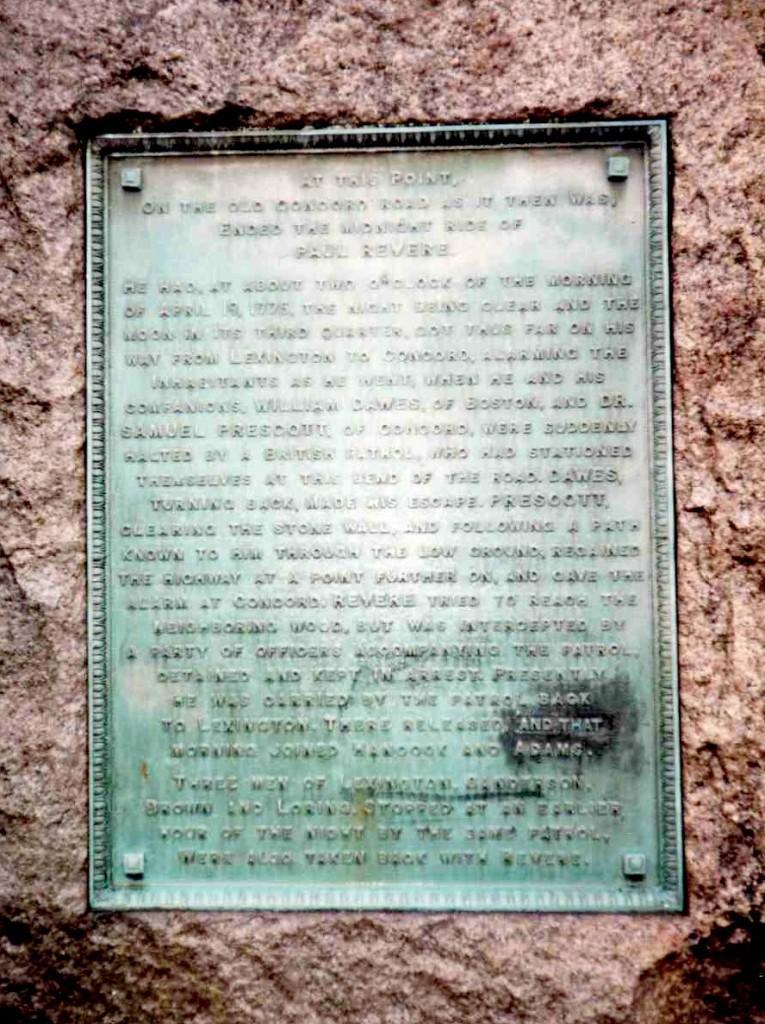 AT THIS POINT,
ON THE OLD CONCORD ROAD AS IT THEN WAS,
ENDED THE MIDNIGHT RIDE OF
PAUL REVERE.
HE HAD, AT ABOUT TWO O'CLOCK OF THE MORNING
OF APRIL 19, 1775, THE NIGHT BEING CLEAR AND THE
MOON IN ITS THIRD QUARTER, GOT THUS FAR ON HIS
WAY FROM LEXINGTON TO CONCORD, ALARMING THE
INHABITANTS AS HE WENT, WHEN HE AND HIS
COMPANIONS, WILLIAM DAWES, OF BOSTON, AND DR.
SAMUEL PRESCOTT, OF CONCORD, WERE SUDDENLY
HALTED BY A BRITISH PATROL, WHO HAD STATIONED
THEMSELVES AT THIS BEND OF THE ROAD. DAWES,
TURNING BACK, MADE HIS ESCAPE. PRESCOTT,
CLEARING THE STONE WALL, AND FOLLOWING A PATH
KNOWN TO HIM THROUGH THE LOW GROUND, REGAINED
THE HIGHWAY AT A POINT FURTHER ON, AND GAVE THE
ALARM AT CONCORD. REVERE TRIED TO REACH THE
NEIGHBORING WOOD, BUT WAS INTERCEPTED BY
A PARTY OF OFFICERS ACCOMPANYING THE PATROL,
DETAINED AND KEPT IN ARREST. PRESENTLY
HE WAS CARRIED BY THE PATROL BACK
TO LEXINGTON. THERE RELEASED, AND THAT
MORNING JOINED HANCOCK AND ADAMS.
THREE MEN OF LEXINGTON, SANDERSON,
BROWN AND LORING, STOPPED AT AN EARLIER
HOUR OF THE NIGHT BY THE SAME PATROL,
WERE ALSO TAKEN BACK WITH REVERE.